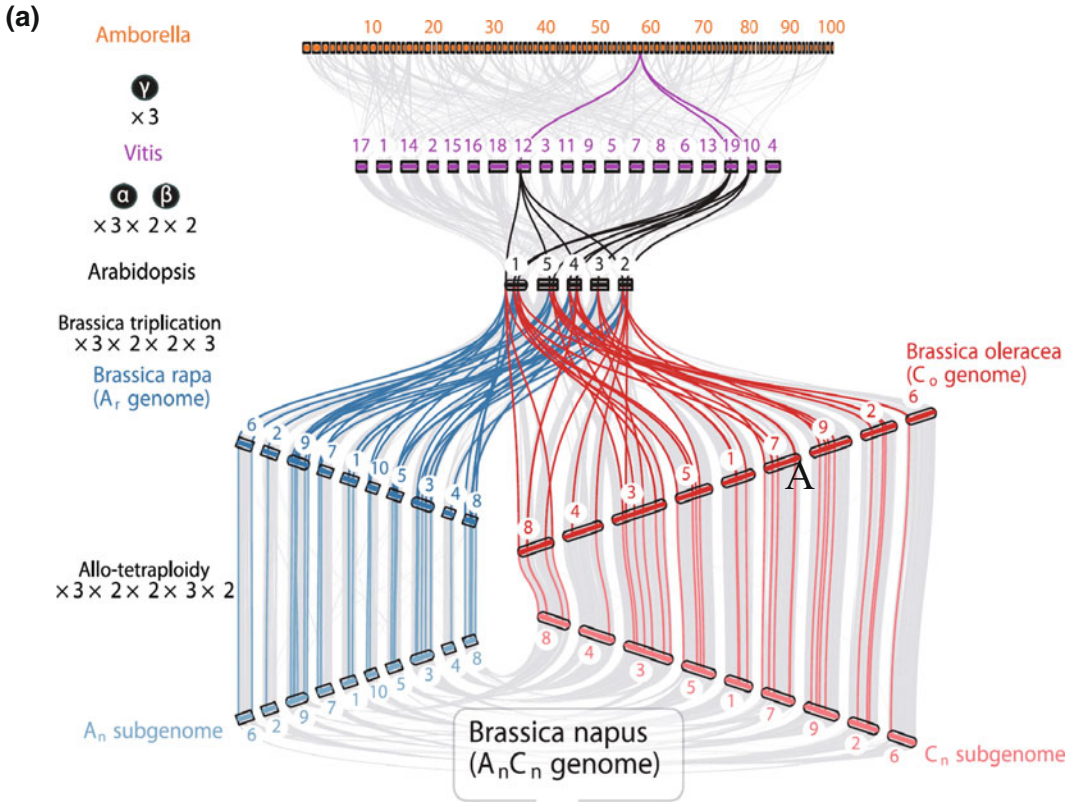 (a)
Amborella
10 20 30 40 50 60 80 100
γ
×3
Vitis
17 1 14 2 15 16 18 12 3 11 9 5 7 8 6 13 19 10 4
α β
×3×2×2
Arabidopsis
1 5 4 3 2
Brassica triplication
×3×2×2×3
Brassica rapa
(Ar genome)
6 2 9 7 1 10 5 3 4 8
Brassica oleracea
(Co genome)
6
2
9
7
A
1
5
3
4
8
Allo-tetraploidy
×3×2×2×3×2
An subgenome
6 2 9 7 1 10 5 3 4 8
8 4 3 5 1 7 9 2 6
Cn subgenome
Brassica napus
(AnCn genome)